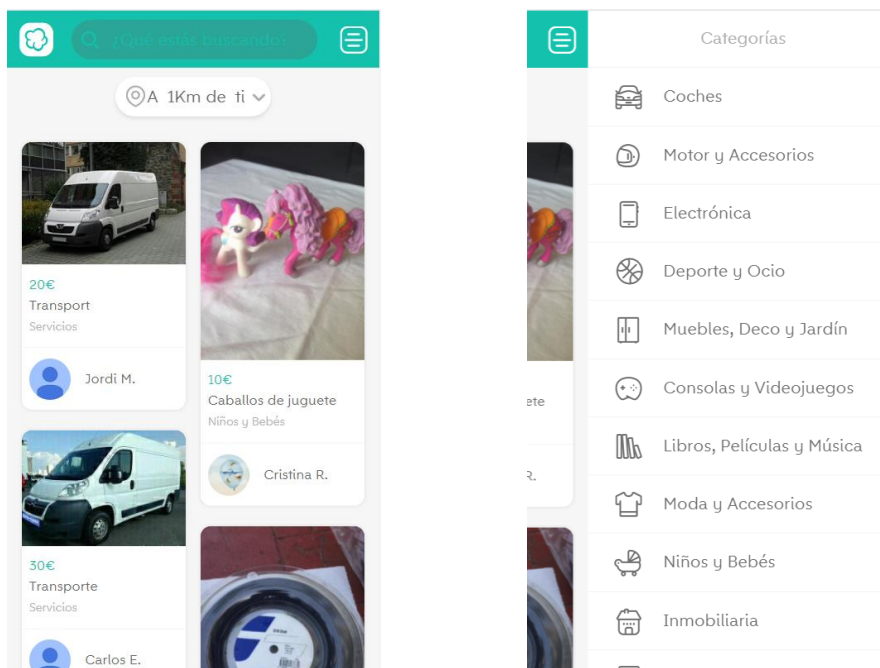 ¿Qué estás buscando?
A 1Km de ti
20€
Transport
Servicios
Jordi M.
30€
Transporte
Servicios
Carlos E.
10€
Caballos de juguete
Niños y Bebés
Cristina R.
ete
R.
Categorías
Coches
Motor y Accesorios
Electrónica
Deporte y Ocio
Muebles, Deco y Jardín
Consolas y Videojuegos
Libros, Películas y Música
Moda y Accesorios
Niños y Bebés
Inmobiliaria